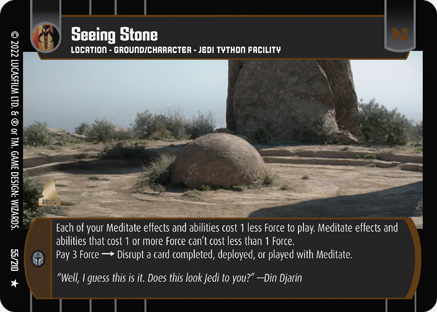 Seeing Stone
LOCATION - GROUND/CHARACTER - JEDI TYTHON FACILITY
Each of your Meditate effects and abilities cost 1 less Force to play. Meditate effects and
abilities that cost 1 or more Force can't cost less than 1 Force.
Pay 3 Force → Disrupt a card completed, deployed, or played with Meditate.
"Well, I guess this is it. Does this look Jedi to you?" —Din Djarin
© 2022 LUCASFILM LTD. & ® or TM. GAME DESIGN: WIZARDS.
55/210 ★